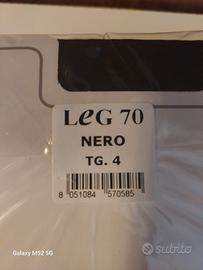 LeG 70
NERO
TG. 4
8 051084 570585
Galaxy M52 5G
subito